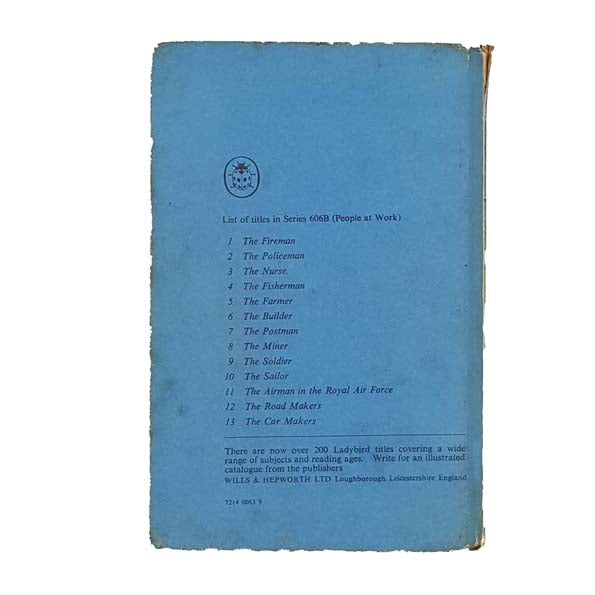 List of titles in Series 606B (People at Work)
1 The Fireman
2 The Policeman
3 The Nurse
4 The Fisherman
5 The Farmer
6 The Builder
7 The Postman
8 The Miner
9 The Soldier
10 The Sailor
11 The Airman in the Royal Air Force
12 The Road Makers
13 The Car Makers
There are now over 200 Ladybird titles covering a wide
range of subjects and reading ages. Write for an illustrated
catalogue from the publishers
WILLS & HEPWORTH LTD Loughborough Leicestershire England
7214 0063 9